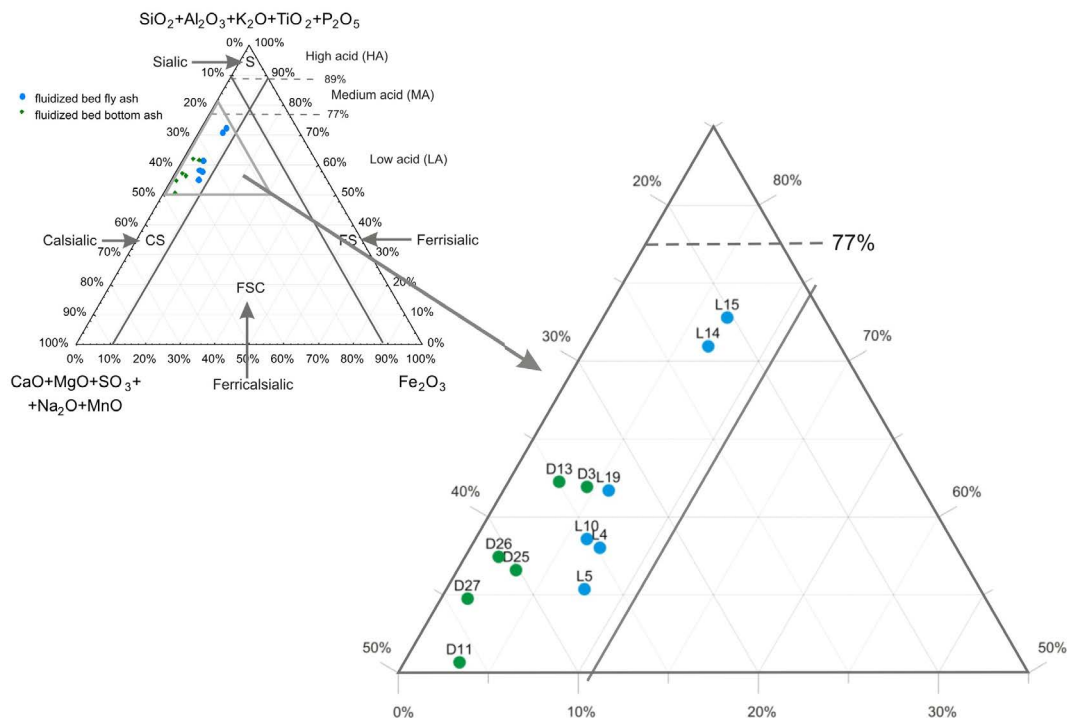 SiO2+Al2O3+K2O+TiO2+P2O5
0% 100%
Sialic S High acid (HA)
10% 90% 89%
fluidized bed fly ash 20% 80% Medium acid (MA)
fluidized bed bottom ash 77%
30% 70%
40% 60% Low acid (LA)
50% 50%
60% 40%
Calsialic CS FS Ferrisialic
70% 30%
80% FSC 20%
90% 10%
100% 0%
0% 10% 20% 30% 40% 50% 60% 70% 80% 90% 100%
CaO+MgO+SO3+ Ferricalsialic Fe2O3
+Na2O+MnO
20% 80%
77%
L15
L14
30% 70%
D13 D3 L19
40% 60%
L10 L4
D26 D25
L5
D27
D11
50% 50%
0% 10% 20% 30%